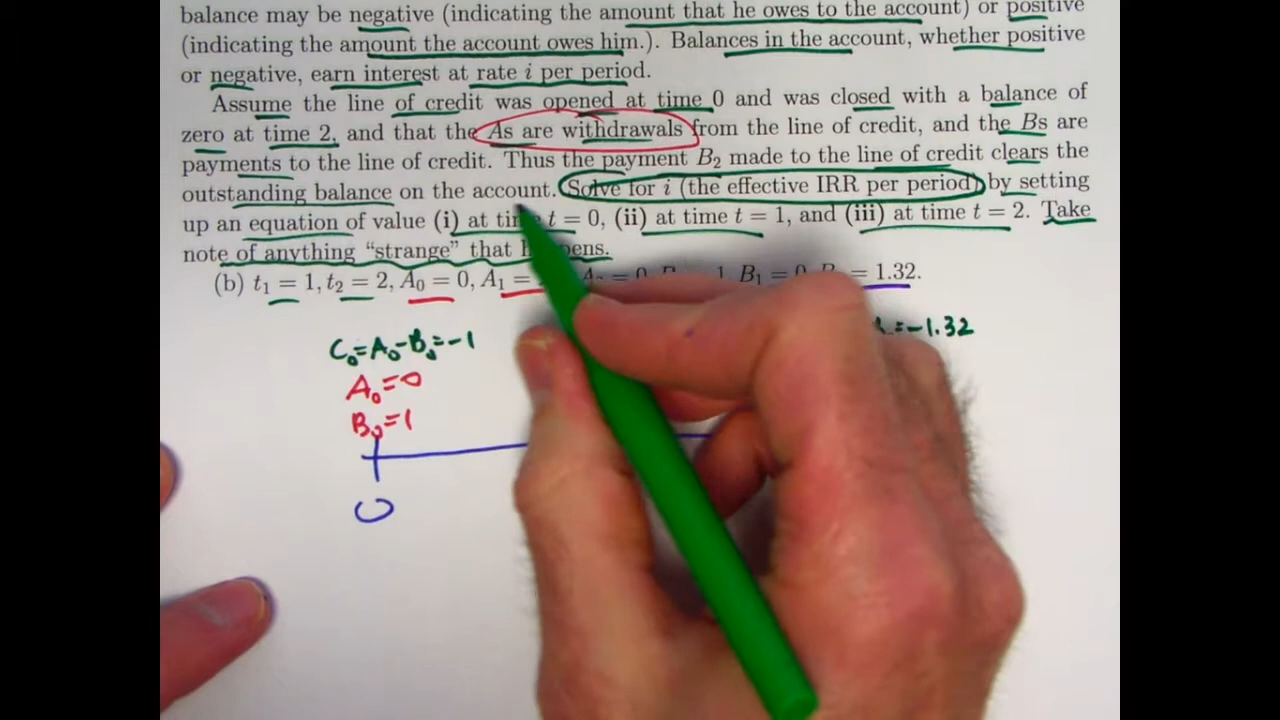 balance may be negative (indicating the amount that he owes to the account) or positive
(indicating the amount the account owes him.). Balances in the account, whether positive
or negative, earn interest at rate i per period.
Assume the line of credit was opened at time 0 and was closed with a balance of
zero at time 2, and that the As are withdrawals from the line of credit, and the Bs are
payments to the line of credit. Thus the payment B₂ made to the line of credit clears the
outstanding balance on the account. Solve for i (the effective IRR per period) by setting
up an equation of value (i) at t = 0, (ii) at time t = 1, and (iii) at time t = 2. Take
note of anything "strange" that
(b) t₁ = 1, t₂ = 2, A₀ = 0, A₁ = = 0, 1, B₁ = 0, = 1.32.
C₀=A₀-B₀=-1
=-1.32
A₀=0
B₀=1
0